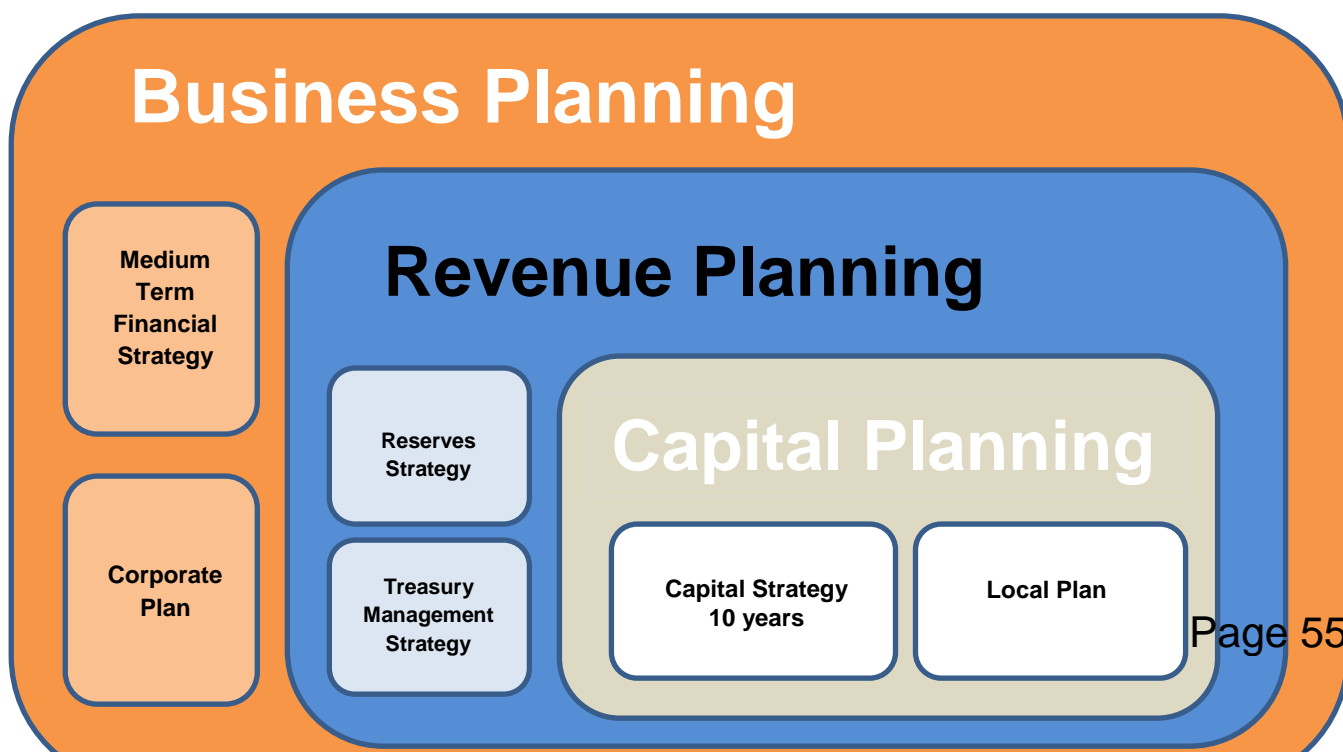 Business Planning
Medium
Term
Financial
Strategy
Revenue Planning
Reserves
Strategy
Capital Planning
Corporate
Plan
Treasury
Management
Strategy
Capital Strategy
10 years
Local Plan
Page 55